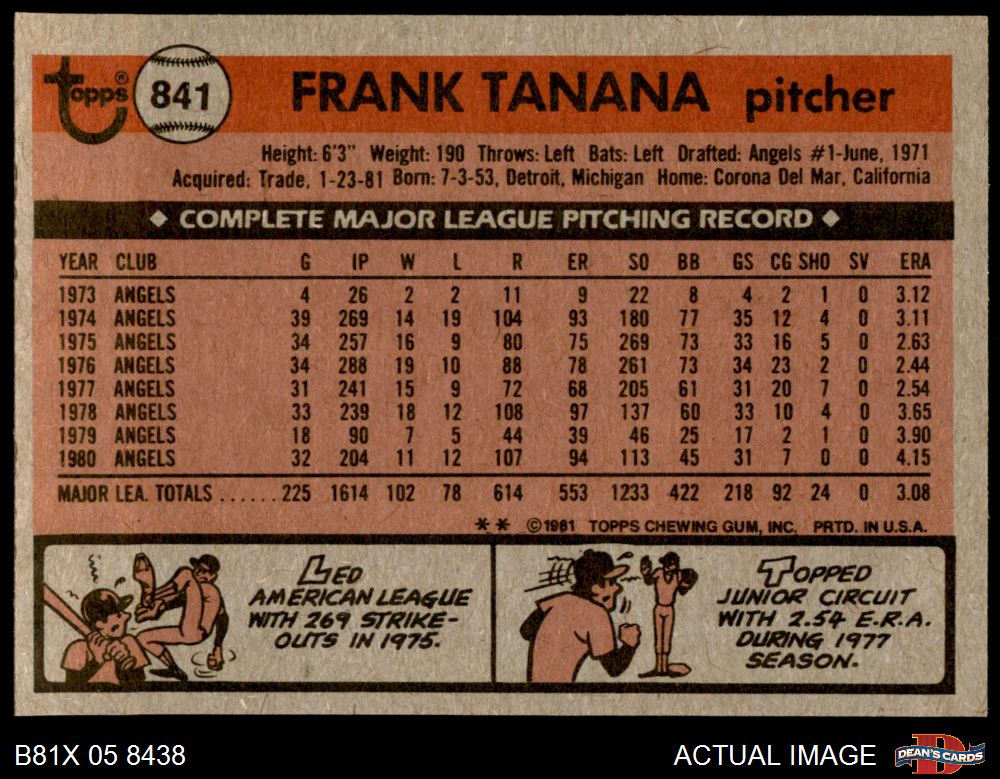 Topps® 841 FRANK TANANA pitcher
Height: 6'3" Weight: 190 Throws: Left Bats: Left Drafted: Angels #1-June, 1971
Acquired: Trade, 1-23-81 Born: 7-3-53, Detroit, Michigan Home: Corona Del Mar, California
◆ COMPLETE MAJOR LEAGUE PITCHING RECORD ◆
YEAR CLUB G IP W L R ER SO BB GS CG SHO SV ERA
1973 ANGELS 4 26 2 2 11 9 22 8 4 2 1 0 3.12
1974 ANGELS 39 269 14 19 104 93 180 77 35 12 4 0 3.11
1975 ANGELS 34 257 16 9 80 75 269 73 33 16 5 0 2.63
1976 ANGELS 34 288 19 10 88 78 261 73 34 23 2 0 2.44
1977 ANGELS 31 241 15 9 72 68 205 61 31 20 7 0 2.54
1978 ANGELS 33 239 18 12 108 97 137 60 33 10 4 0 3.65
1979 ANGELS 18 90 7 5 44 39 46 25 17 2 1 0 3.90
1980 ANGELS 32 204 11 12 107 94 113 45 31 7 0 0 4.15
MAJOR LEA. TOTALS ...... 225 1614 102 78 614 553 1233 422 218 92 24 0 3.08
** ©1981 TOPPS CHEWING GUM, INC. PRTD. IN U.S.A.
LED
AMERICAN LEAGUE
WITH 269 STRIKE-
OUTS IN 1975.
TOPPED
JUNIOR CIRCUIT
WITH 2.54 E.R.A.
DURING 1977
SEASON.
B81X 05 8438 ACTUAL IMAGE DEAN'S CARDS